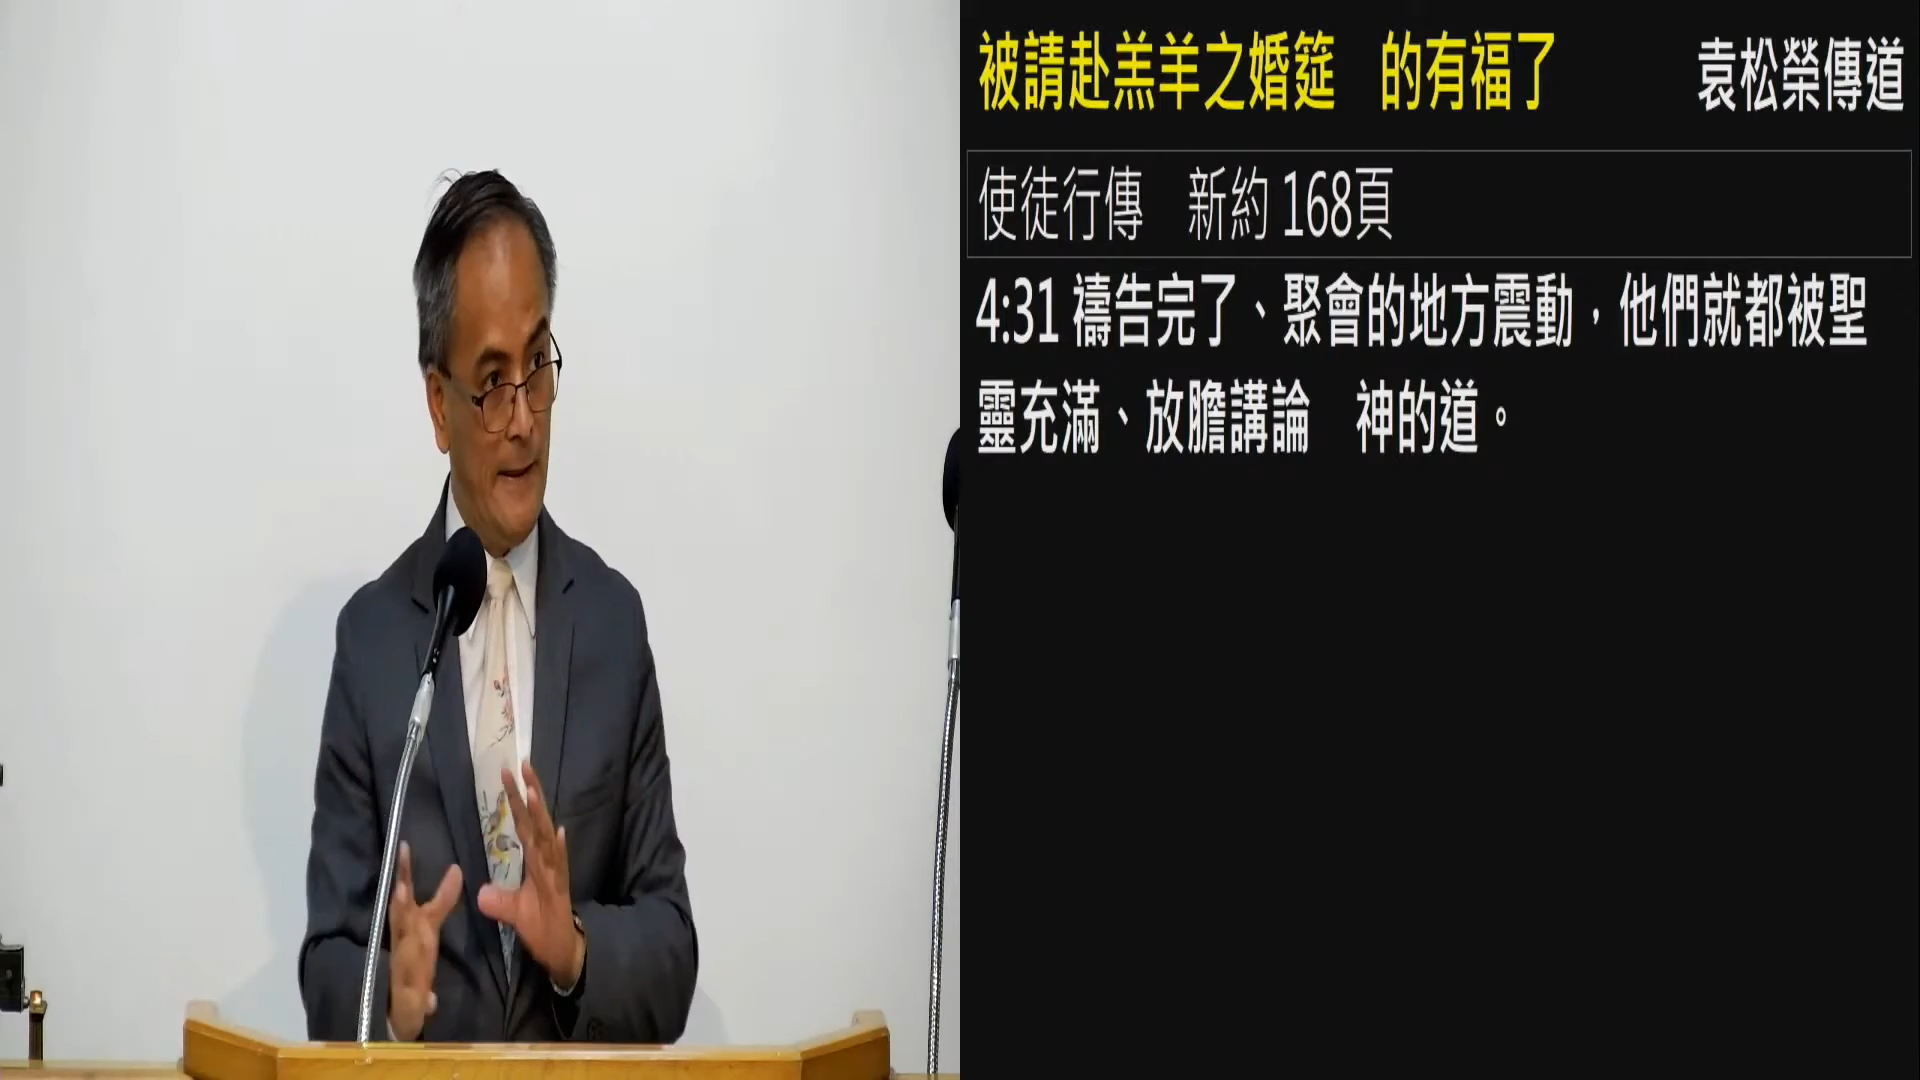 被請赴羔羊之婚筵　的有福了　袁松榮傳道
使徒行傳　新約 168頁
4:31 禱告完了、聚會的地方震動，他們就都被聖
靈充滿、放膽講論　神的道。